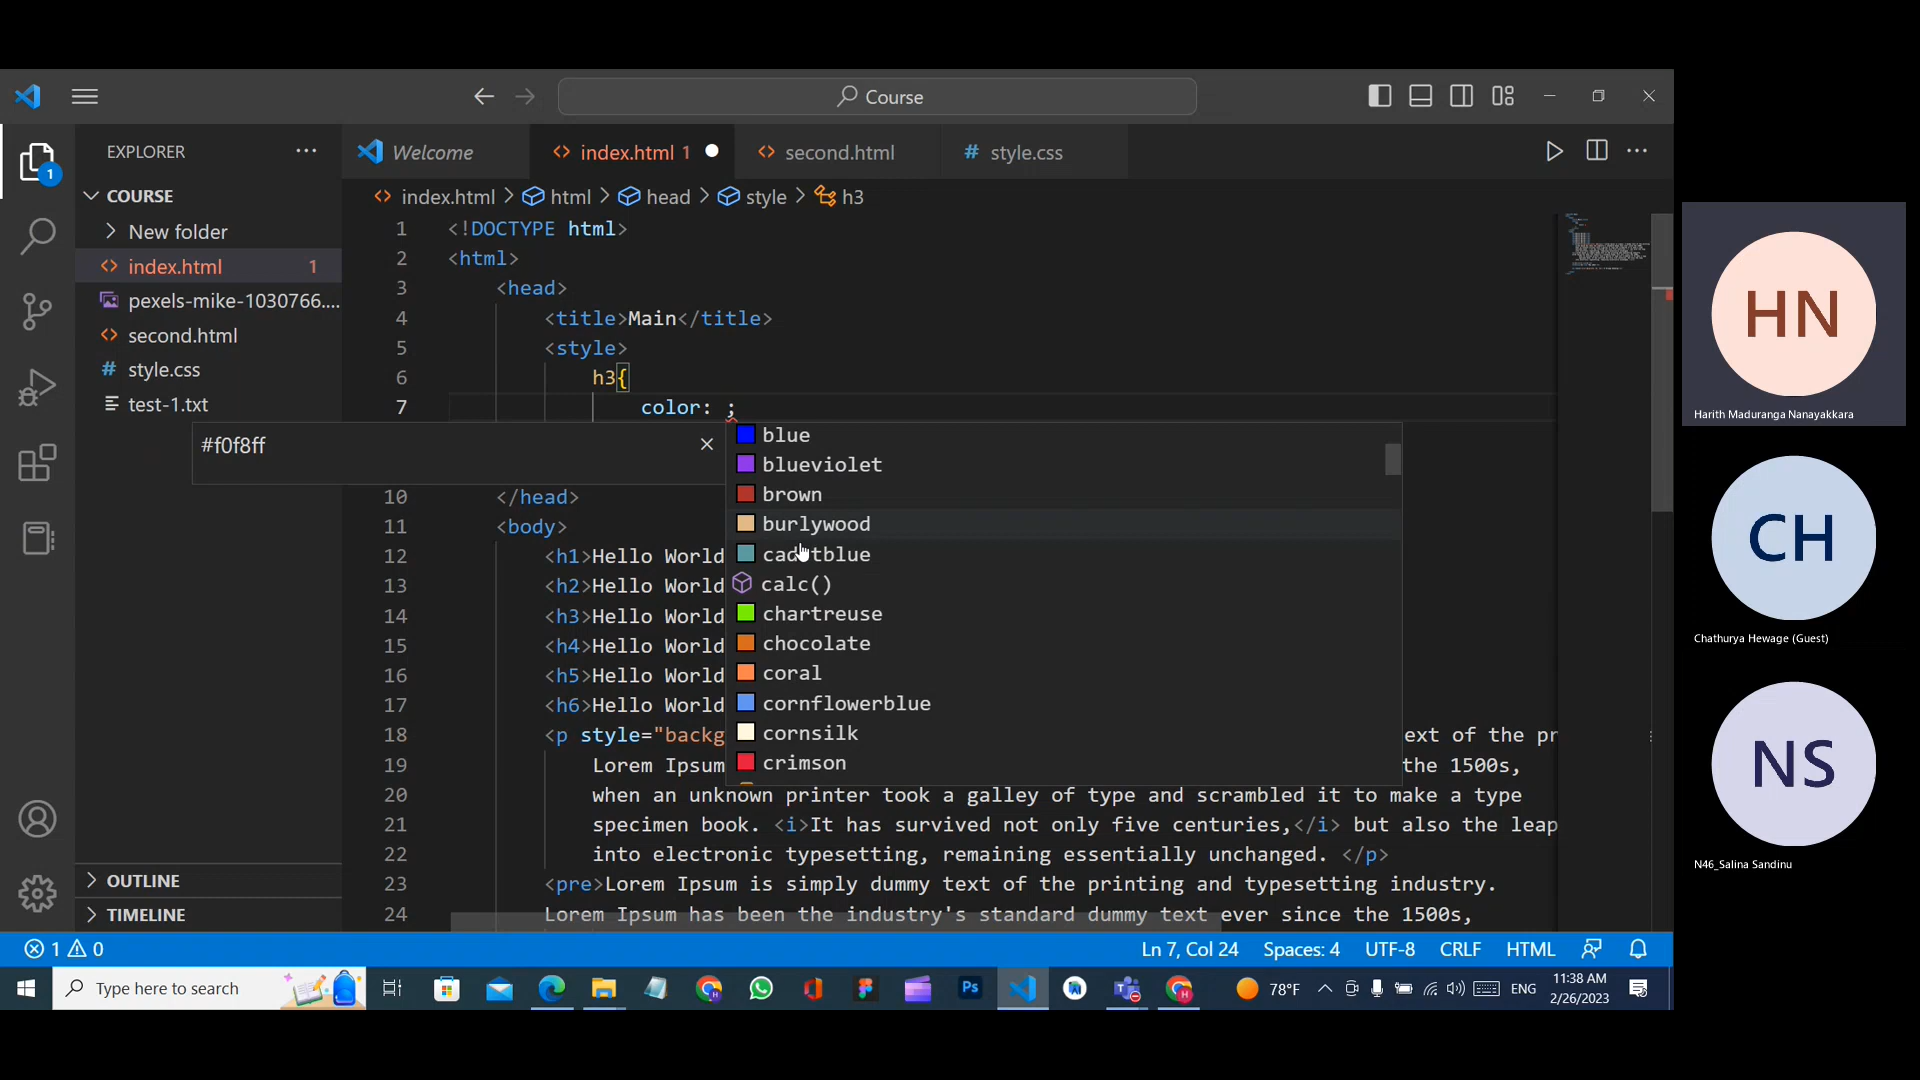 Course
EXPLORER
Welcome
index.html 1
second.html
# style.css
COURSE
index.html > html > head > style > h3
New folder
index.html 1
pexels-mike-1030766....
second.html
# style.css
test-1.txt
1
1 <!DOCTYPE html>
2 <html>
3 <head>
4 <title>Main</title>
5 <style>
6 h3{
7 color: ;
#f0f8ff
blue
blueviolet
brown
burlywood
cadetblue
calc()
chartreuse
chocolate
coral
cornflowerblue
cornsilk
crimson
10 </head>
11 <body>
12 <h1>Hello World
13 <h2>Hello World
14 <h3>Hello World
15 <h4>Hello World
16 <h5>Hello World
17 <h6>Hello World
18 <p style="backg ext of the pr
19 Lorem Ipsum the 1500s,
20 when an unknown printer took a galley of type and scrambled it to make a type
21 specimen book. <i>It has survived not only five centuries,</i> but also the leap
22 into electronic typesetting, remaining essentially unchanged. </p>
23 <pre>Lorem Ipsum is simply dummy text of the printing and typesetting industry.
24 Lorem Ipsum has been the industry's standard dummy text ever since the 1500s,
OUTLINE
TIMELINE
1 0
Ln 7, Col 24 Spaces: 4 UTF-8 CRLF HTML
Type here to search
Ps
78°F
ENG
11:38 AM
2/26/2023
HN
Harith Maduranga Nanayakkara
CH
Chathurya Hewage (Guest)
NS
N46_Salina Sandinu